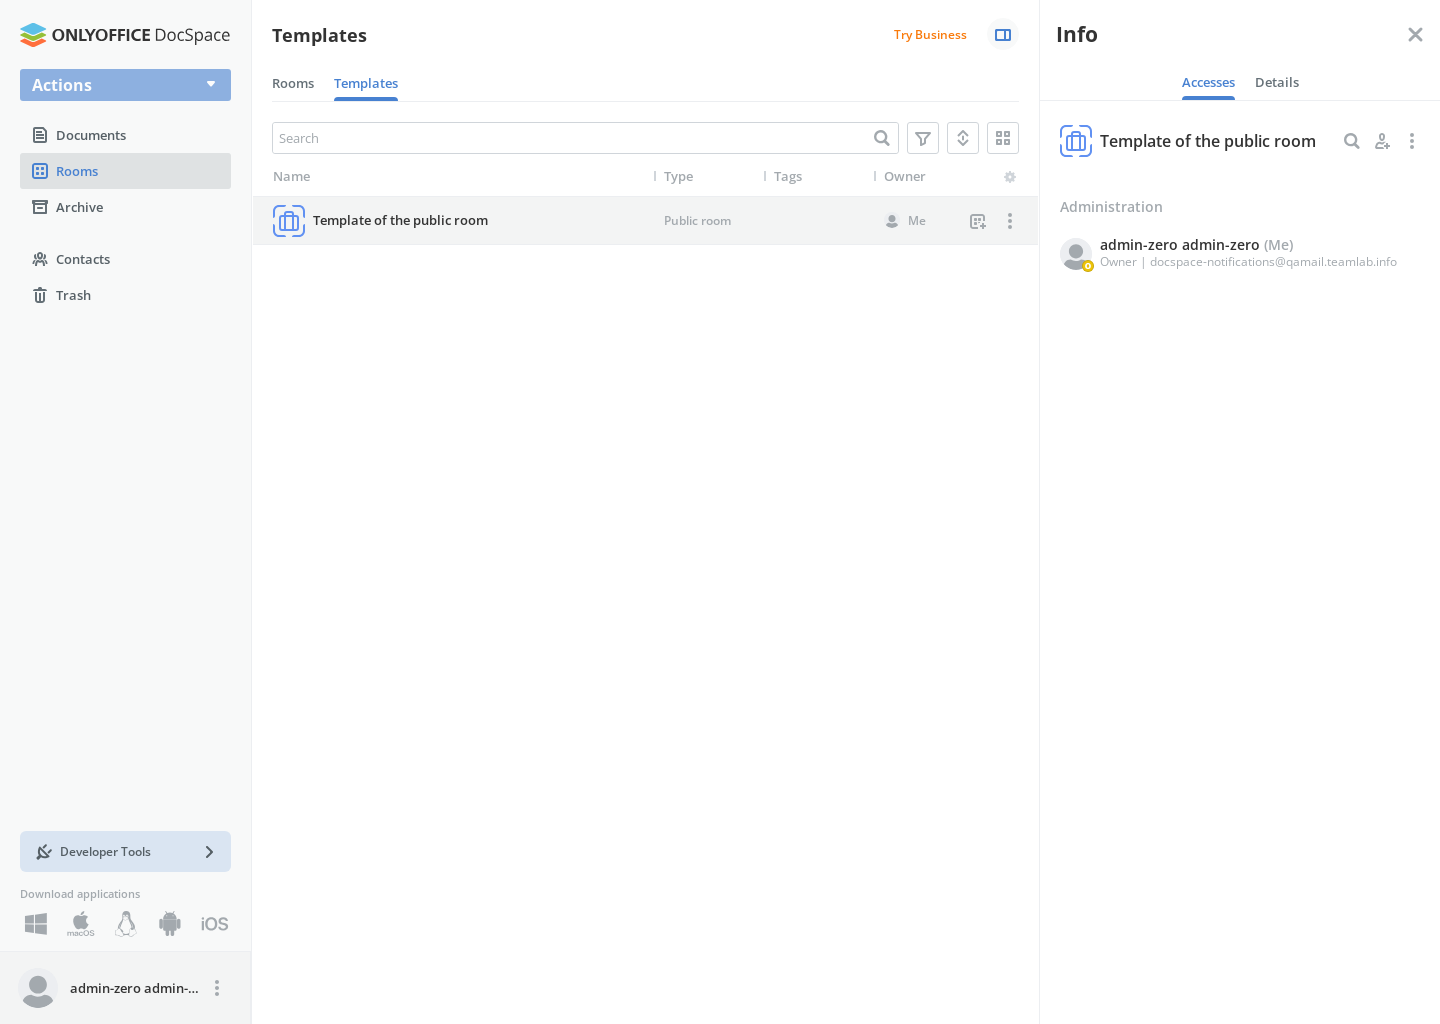 ONLYOFFICE DocSpace
Actions
Documents
Rooms
Archive
Contacts
Trash
Developer Tools
Download applications
macOS
iOS
admin-zero admin-...
Templates
Try Business
Rooms
Templates
Search
Name
Type
Tags
Owner
Template of the public room
Public room
Me
Info
Accesses
Details
Template of the public room
Administration
admin-zero admin-zero (Me)
Owner | docspace-notifications@qamail.teamlab.info